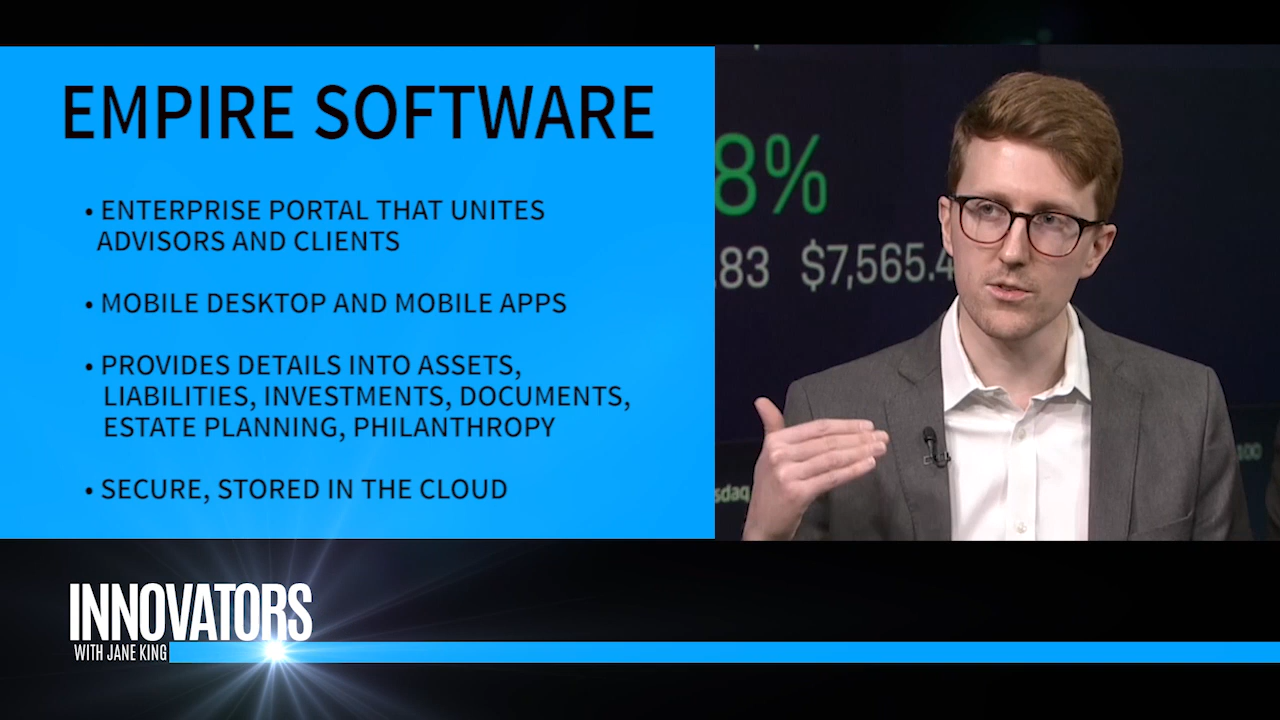 EMPIRE SOFTWARE
• ENTERPRISE PORTAL THAT UNITES
ADVISORS AND CLIENTS
• MOBILE DESKTOP AND MOBILE APPS
• PROVIDES DETAILS INTO ASSETS,
LIABILITIES, INVESTMENTS, DOCUMENTS,
ESTATE PLANNING, PHILANTHROPY
• SECURE, STORED IN THE CLOUD
8%
.83 $7,565.4
sdaq
100
INNOVATORS
WITH JANE KING